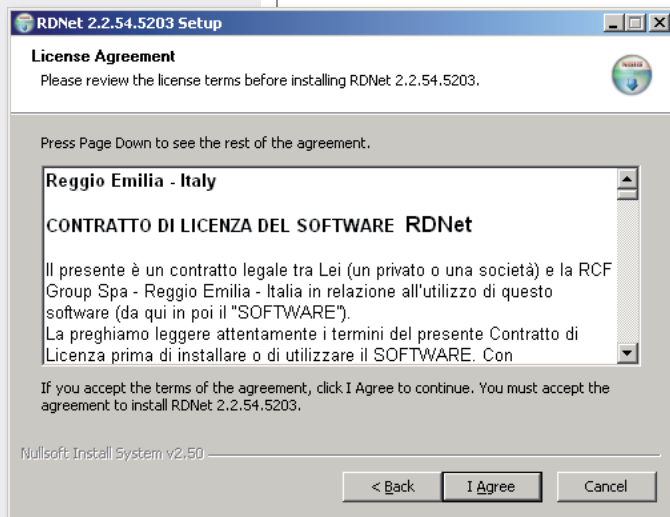 RDNet 2.2.54.5203 Setup
License Agreement
Please review the license terms before installing RDNet 2.2.54.5203.
Press Page Down to see the rest of the agreement.
Reggio Emilia - Italy
CONTRATTO DI LICENZA DEL SOFTWARE RDNet
Il presente è un contratto legale tra Lei (un privato o una società) e la RCF
Group Spa - Reggio Emilia - Italia in relazione all'utilizzo di questo
software (da qui in poi il "SOFTWARE").
La preghiamo leggere attentamente i termini del presente Contratto di
Licenza prima di installare o di utilizzare il SOFTWARE. Con
If you accept the terms of the agreement, click I Agree to continue. You must accept the
agreement to install RDNet 2.2.54.5203.
Nullsoft Install System v2.50
< Back
I Agree
Cancel